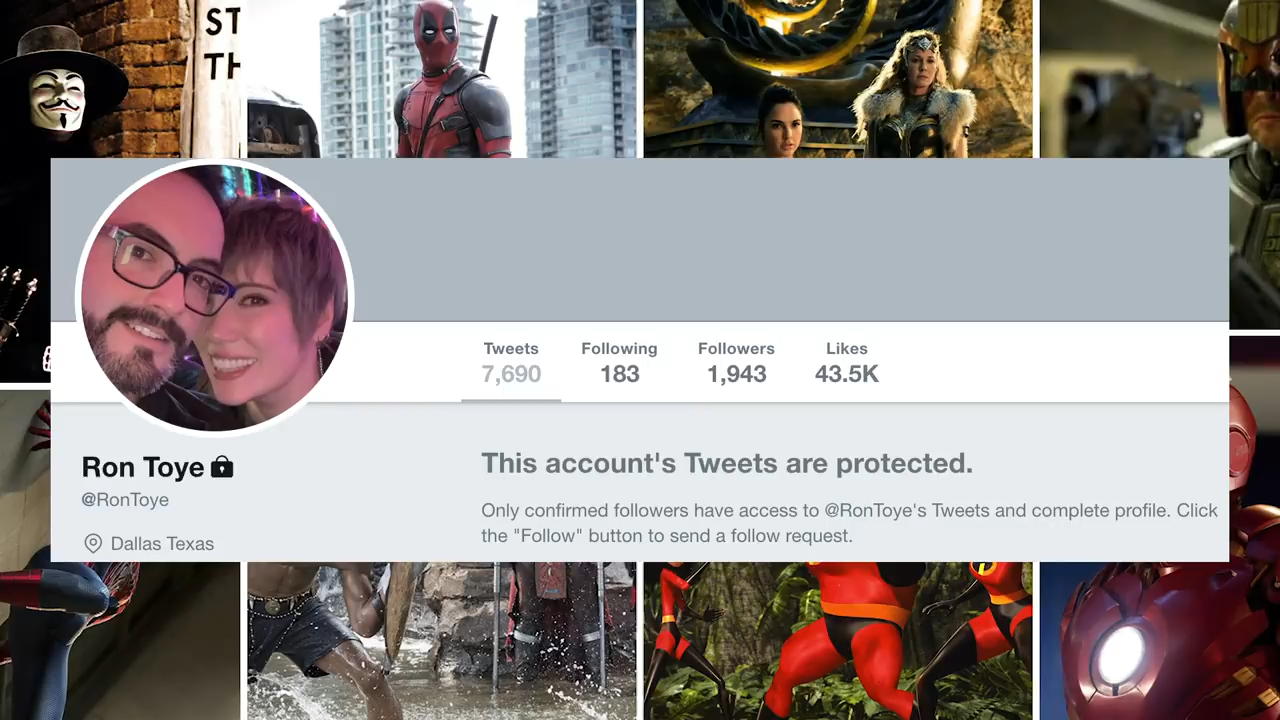 ST
TH
Tweets Following Followers Likes
7,690 183 1,943 43.5K
Ron Toye
@RonToye
Dallas Texas
This account's Tweets are protected.
Only confirmed followers have access to @RonToye's Tweets and complete profile. Click
the "Follow" button to send a follow request.